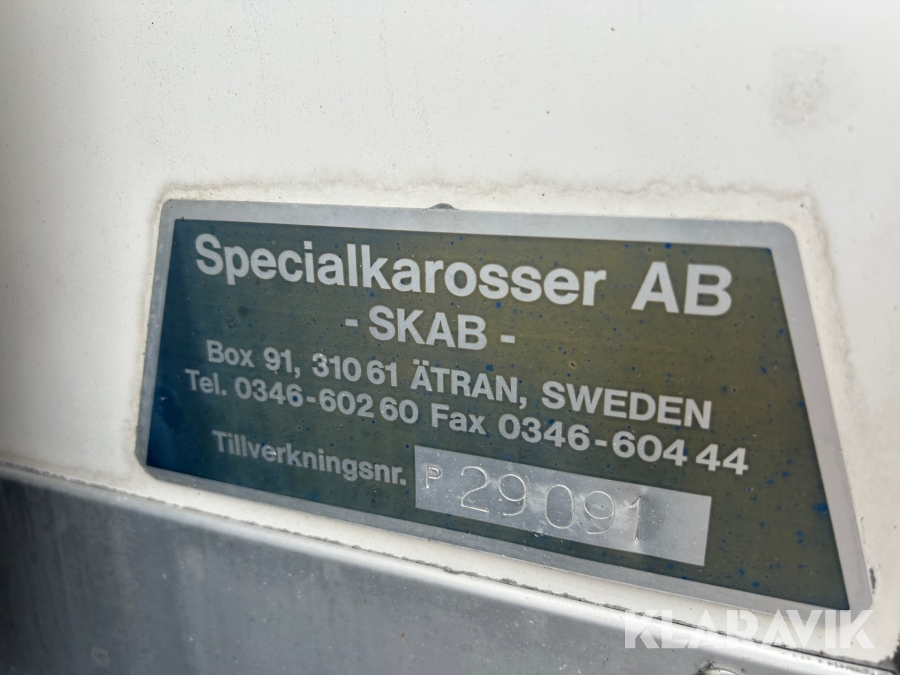 Specialkarosser AB
- SKAB -
Box 91, 310 61 ÄTRAN, SWEDEN
Tel. 0346-602 60 Fax 0346-604 44
Tillverkningsnr. P 29091
KLARAVIK